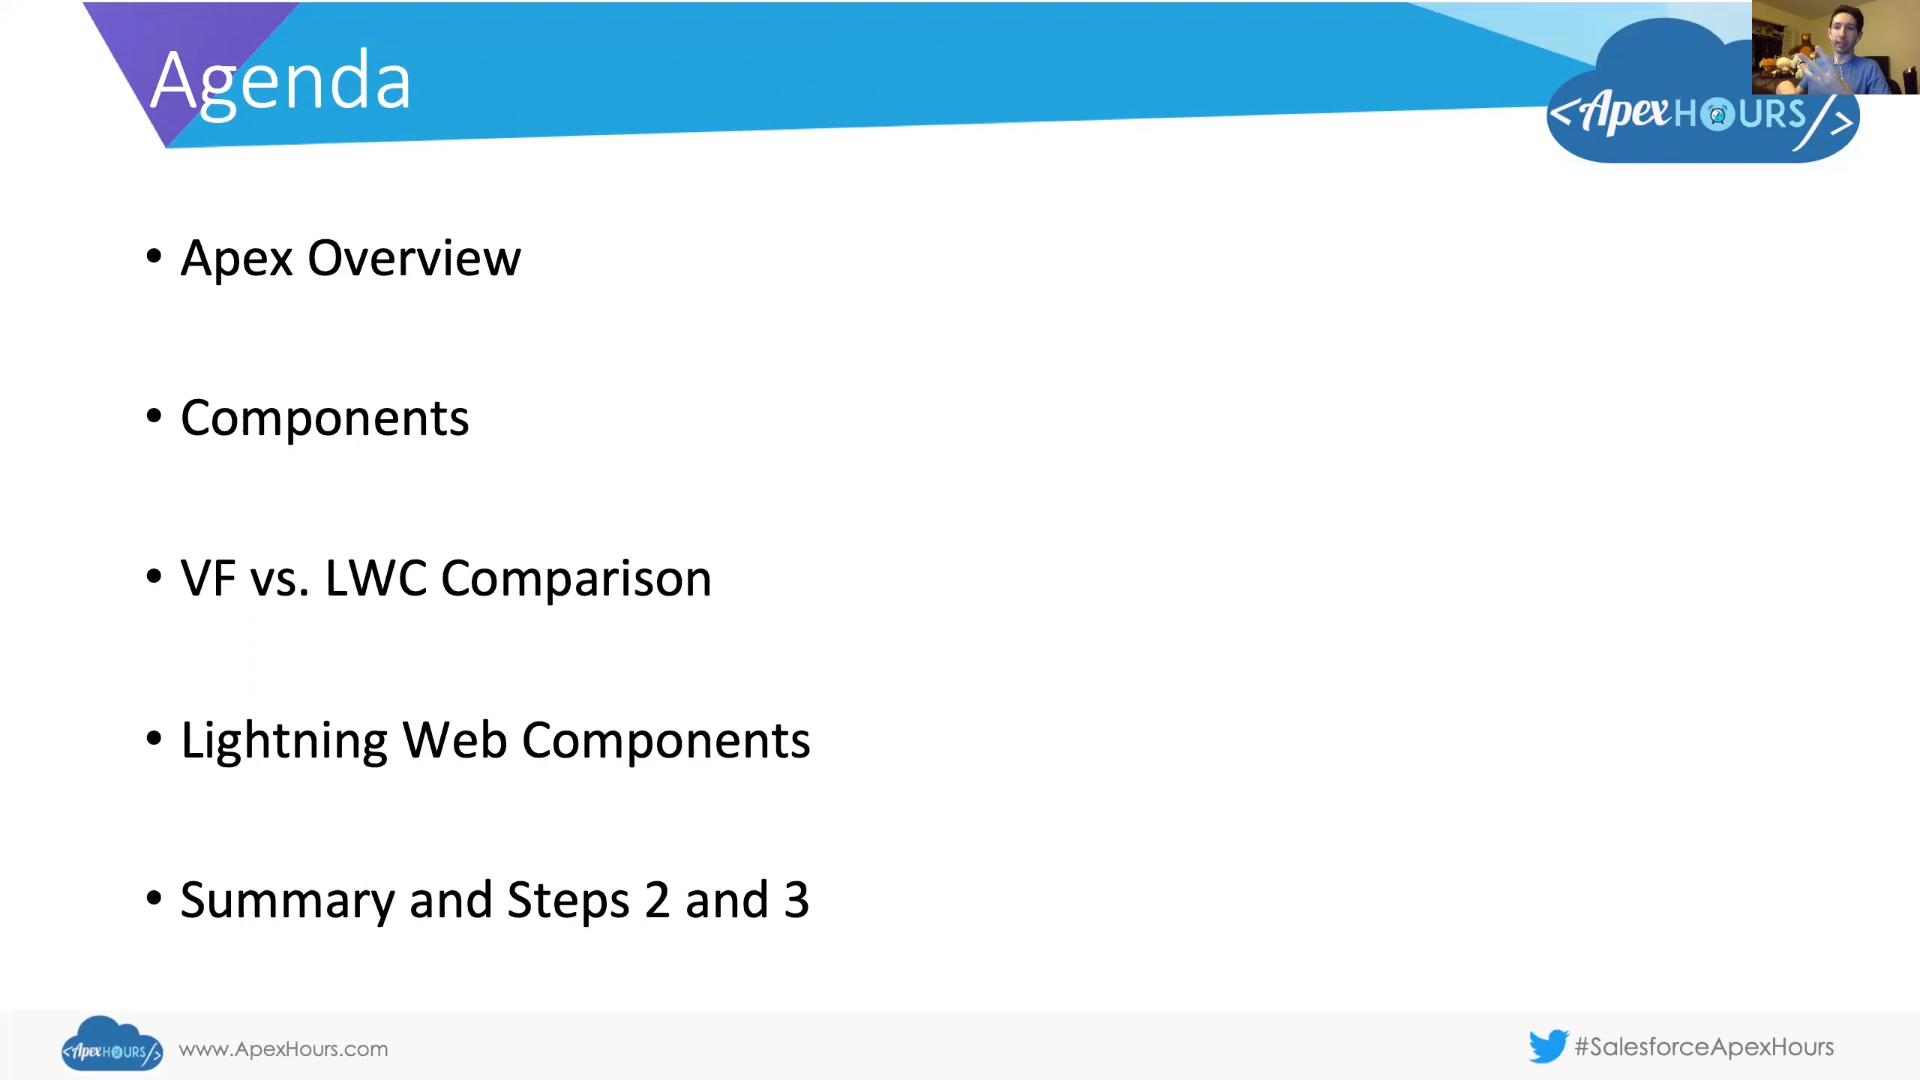 Agenda
<ApexHOURS/>
• Apex Overview
• Components
• VF vs. LWC Comparison
• Lightning Web Components
• Summary and Steps 2 and 3
<ApexHOURS/>
www.ApexHours.com
#SalesforceApexHours